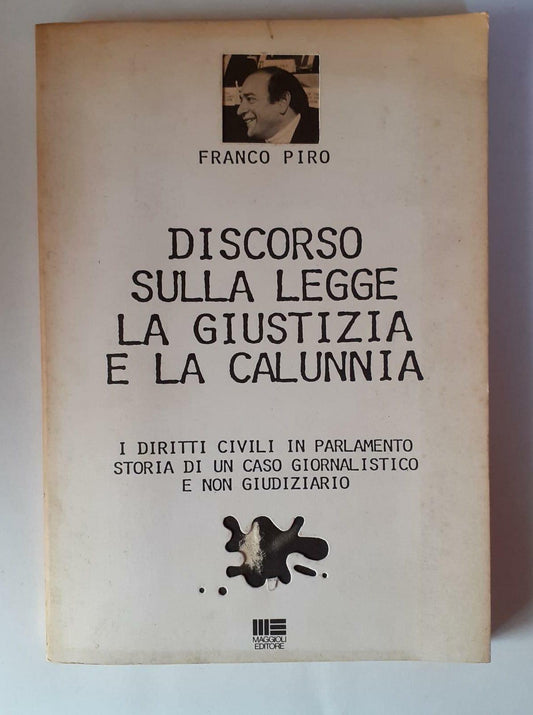 FRANCO PIRO
DISCORSO
SULLA LEGGE
LA GIUSTIZIA
E LA CALUNNIA
I DIRITTI CIVILI IN PARLAMENTO
STORIA DI UN CASO GIORNALISTICO
E NON GIUDIZIARIO
MAGGIOLI
EDITORE